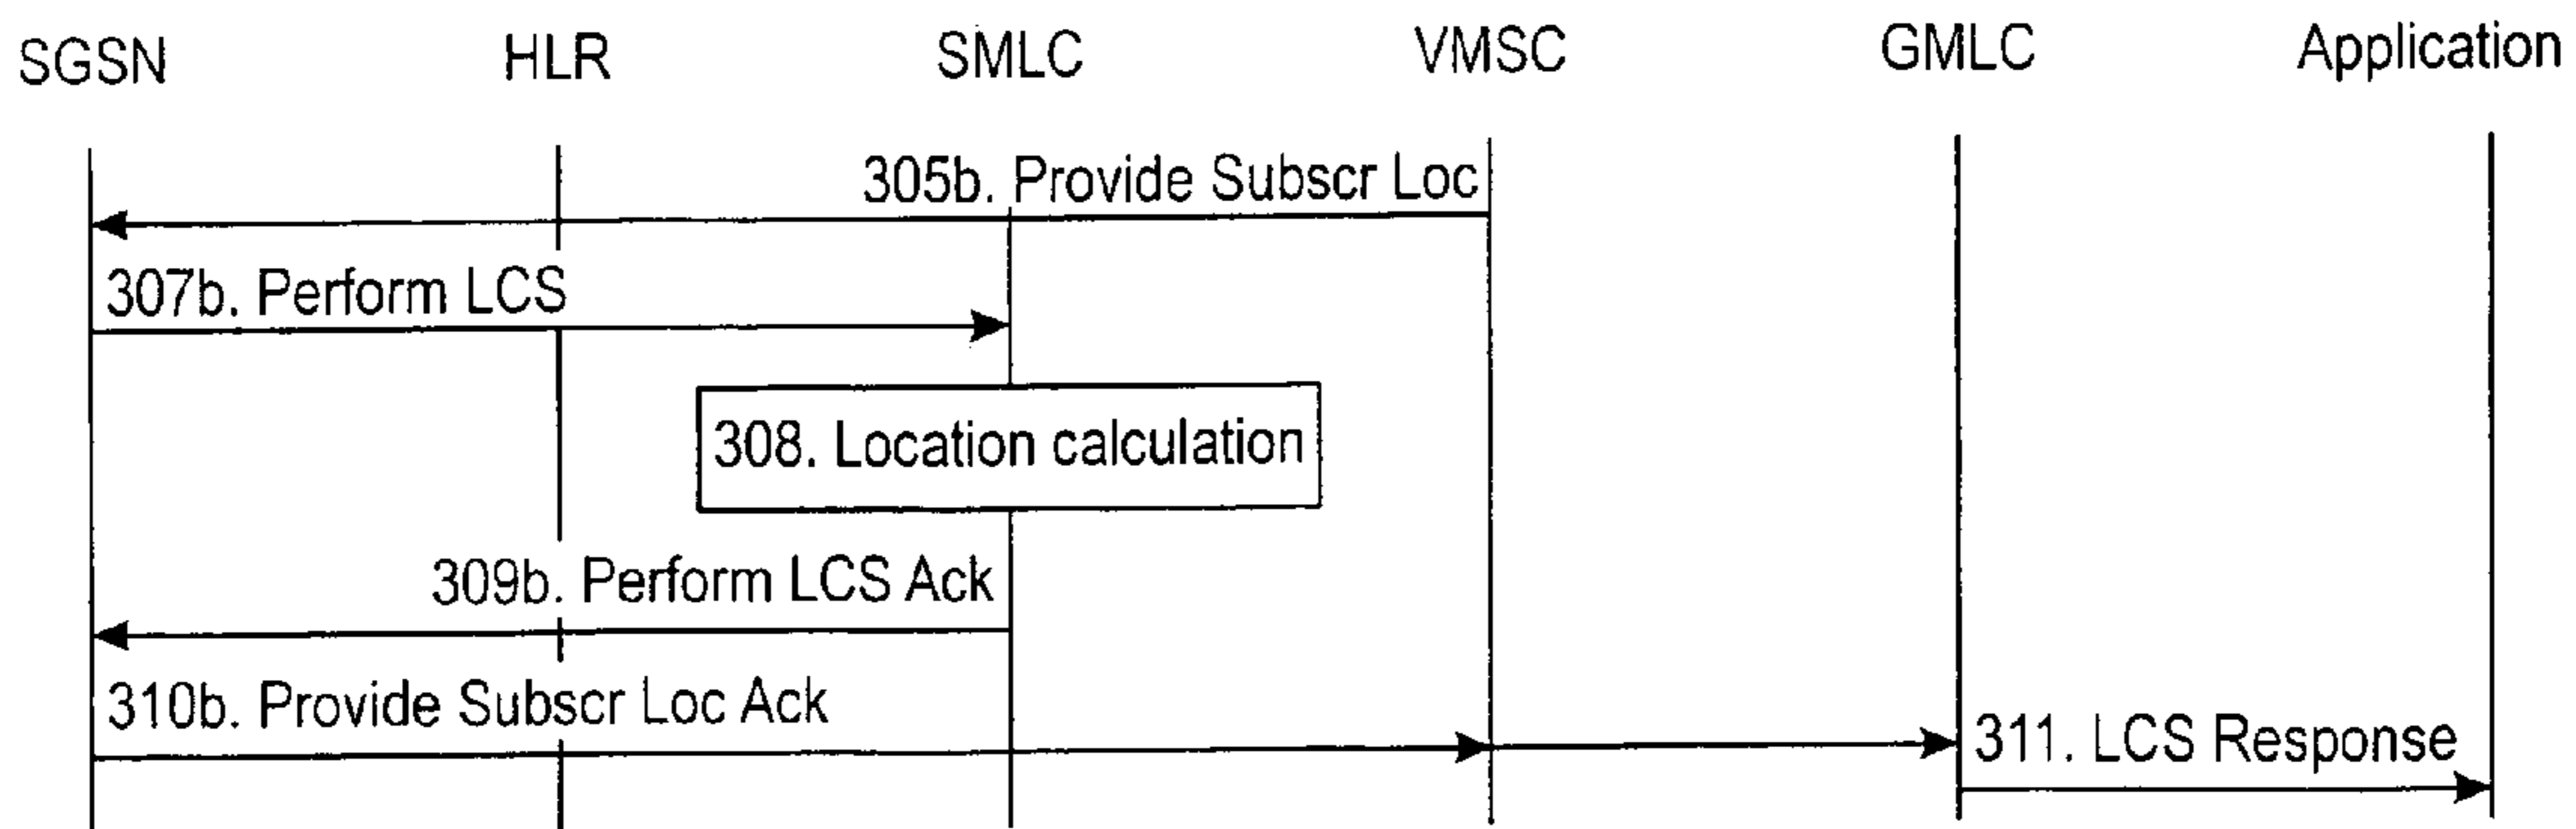 SGSN HLR SMLC VMSC GMLC Application
305b. Provide Subscr Loc
307b. Perform LCS
308. Location calculation
309b. Perform LCS Ack
310b. Provide Subscr Loc Ack
311. LCS Response